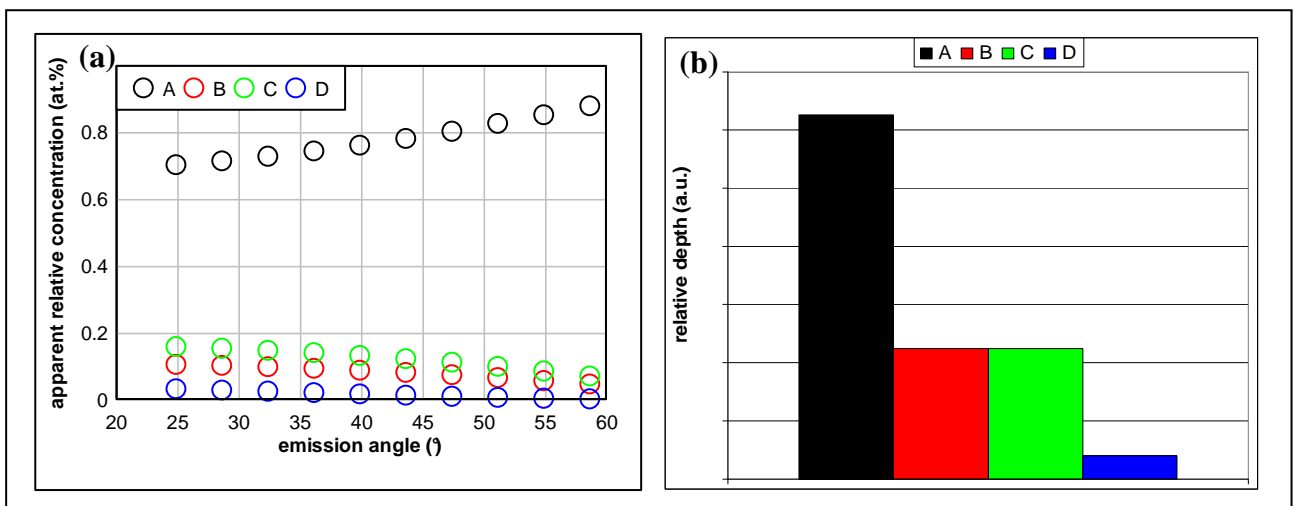 (a)
A B C D
apparent relative concentration (at.%)
0.8
0.6
0.4
0.2
0
20 25 30 35 40 45 50 55 60
emission angle (°)
(b)
A B C D
relative depth (a.u.)